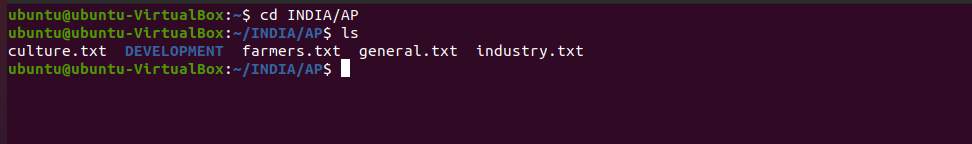 ubuntu@ubuntu-VirtualBox:~$ cd INDIA/AP
ubuntu@ubuntu-VirtualBox:~/INDIA/AP$ ls
culture.txt  DEVELOPMENT  farmers.txt  general.txt  industry.txt
ubuntu@ubuntu-VirtualBox:~/INDIA/AP$